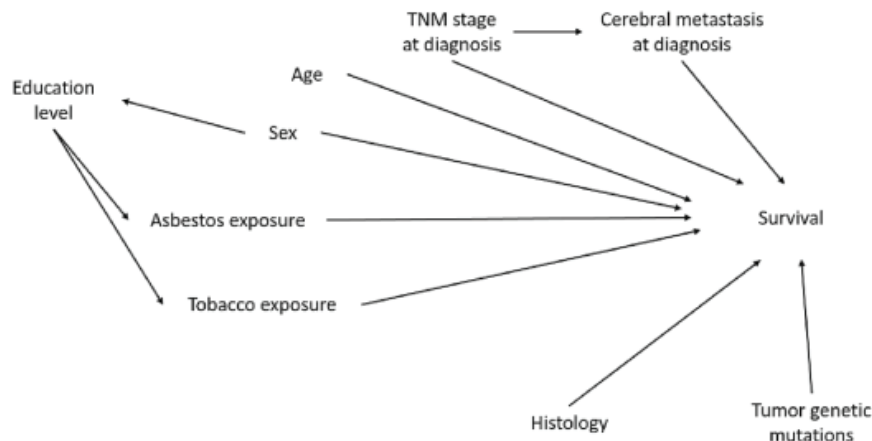 TNM stage
at diagnosis
Cerebral metastasis
at diagnosis
Age
Education
level
Sex
Asbestos exposure
Survival
Tobacco exposure
Histology
Tumor genetic
mutations